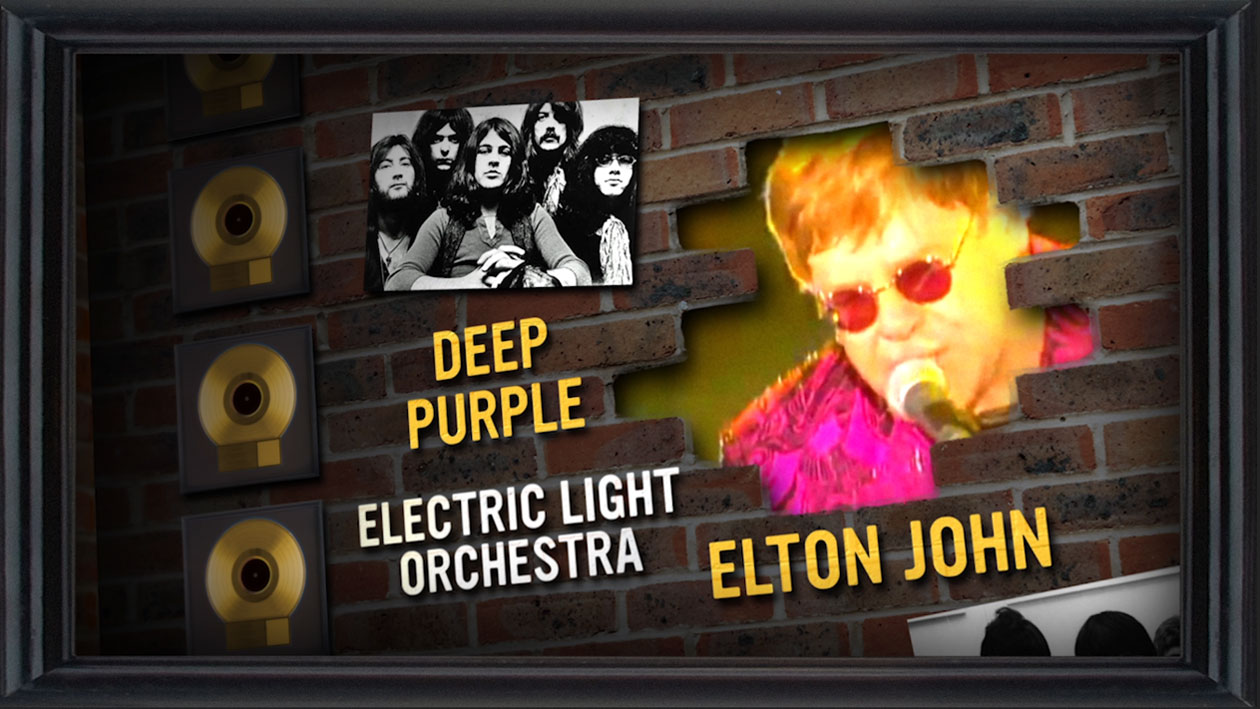 DEEP
PURPLE
ELECTRIC LIGHT
ORCHESTRA
ELTON JOHN